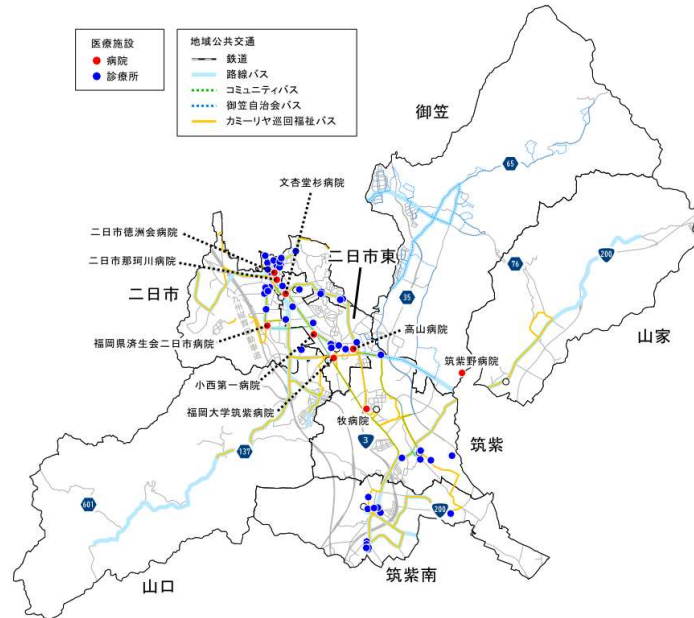 医療施設
病院
診療所
地域公共交通
鉄道
路線バス
コミュニティバス
御笠自治会バス
カミーリヤ巡回福祉バス
御笠
65
文杏堂杉病院
二日市徳洲会病院
二日市那珂川病院
二日市東
76
200
二日市
35
山家
高山病院
筑紫野病院
福岡県済生会二日市病院
小西第一病院
福岡大学筑紫病院
牧病院
3
筑紫
137
601
200
山口
筑紫南